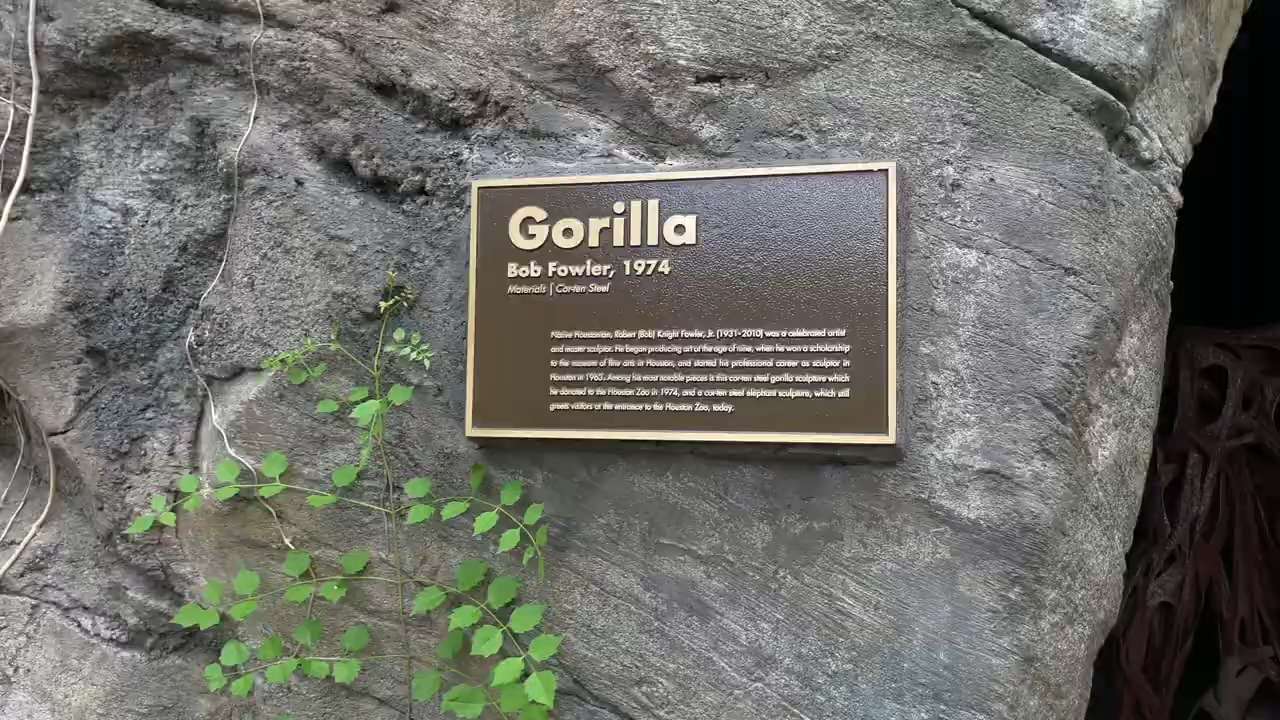 Gorilla
Bob Fowler, 1974
Materials | Cor-ten Steel
Native Houstonian, Robert (Bob) Knight Fowler, Jr. (1931-2010) was a celebrated artist
and master sculptor. He began producing art at the age of nine, when he won a scholarship
to the museum of fine arts in Houston, and started his professional career as sculptor in
Houston in 1963. Among his most notable pieces is this cor-ten steel gorilla sculpture which
he donated to the Houston Zoo in 1974, and a cor-ten steel elephant sculpture, which still
greets visitors at the entrance to the Houston Zoo, today.